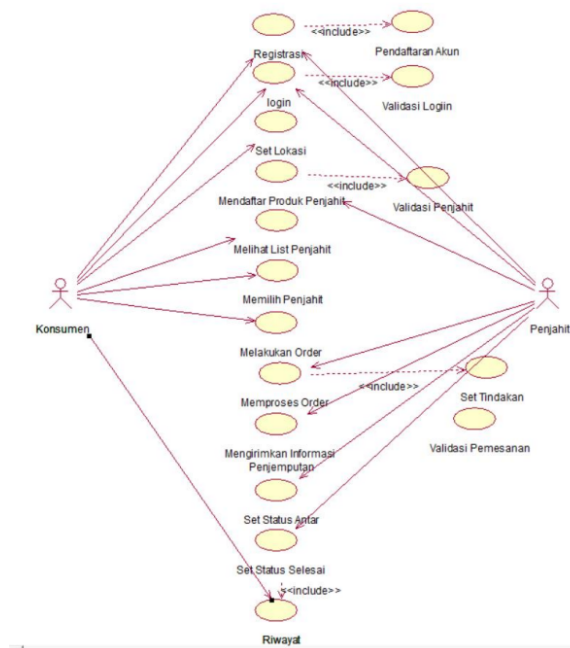 <<include>>
Registrasi
Pendaftaran Akun
<<include>>
login
Validasi Logiin
Set Lokasi
<<include>>
Mendaftar Produk Penjahit
Validasi Penjahit
Melihat List Penjahit
Memilih Penjahit
Konsumen
Penjahit
Melakukan Order
<<include>>
Memproses Order
Set Tindakan
Validasi Pemesanan
Mengirimkan Informasi
Penjemputan
Set Status Antar
Set Status Selesai
<<include>>
Riwayat